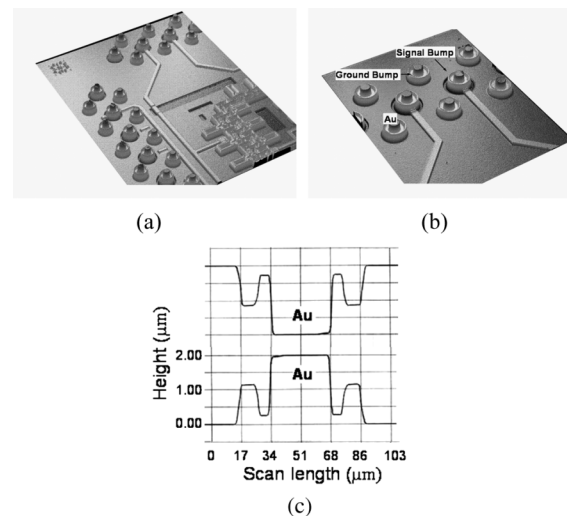 (a)
Signal Bump
Ground Bump
Au
(b)
Au
Au
Height (μm)
2.00
1.00
0.00
0 17 34 51 68 86 103
Scan length (μm)
(c)